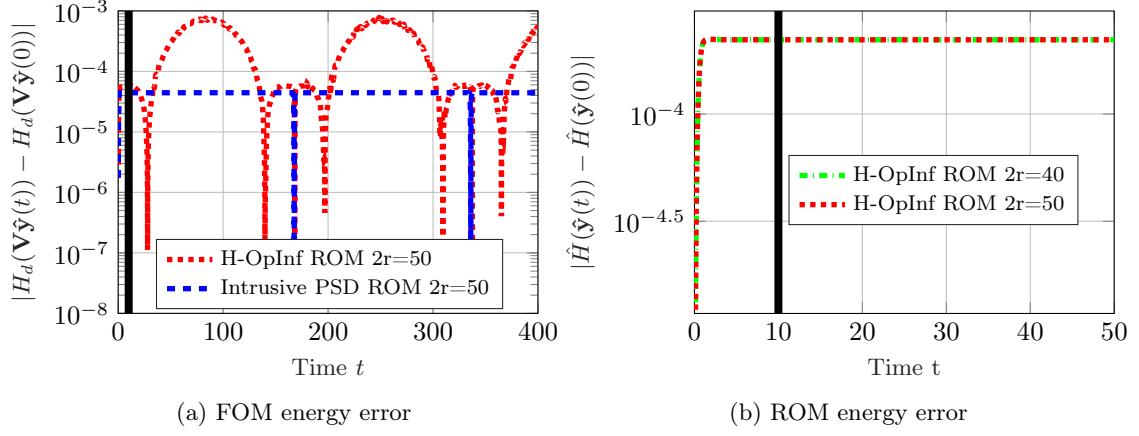 10⁻³
10⁻⁴
10⁻⁵
10⁻⁶
10⁻⁷
10⁻⁸
|H_d(Vŷ(t)) − H_d(Vŷ(0))|
H-OpInf ROM 2r=50
Intrusive PSD ROM 2r=50
0 100 200 300 400
Time t
(a) FOM energy error
10⁻⁴
10⁻⁴·⁵
|Ĥ(ŷ(t)) − Ĥ(ŷ(0))|
H-OpInf ROM 2r=40
H-OpInf ROM 2r=50
0 10 20 30 40 50
Time t
(b) ROM energy error